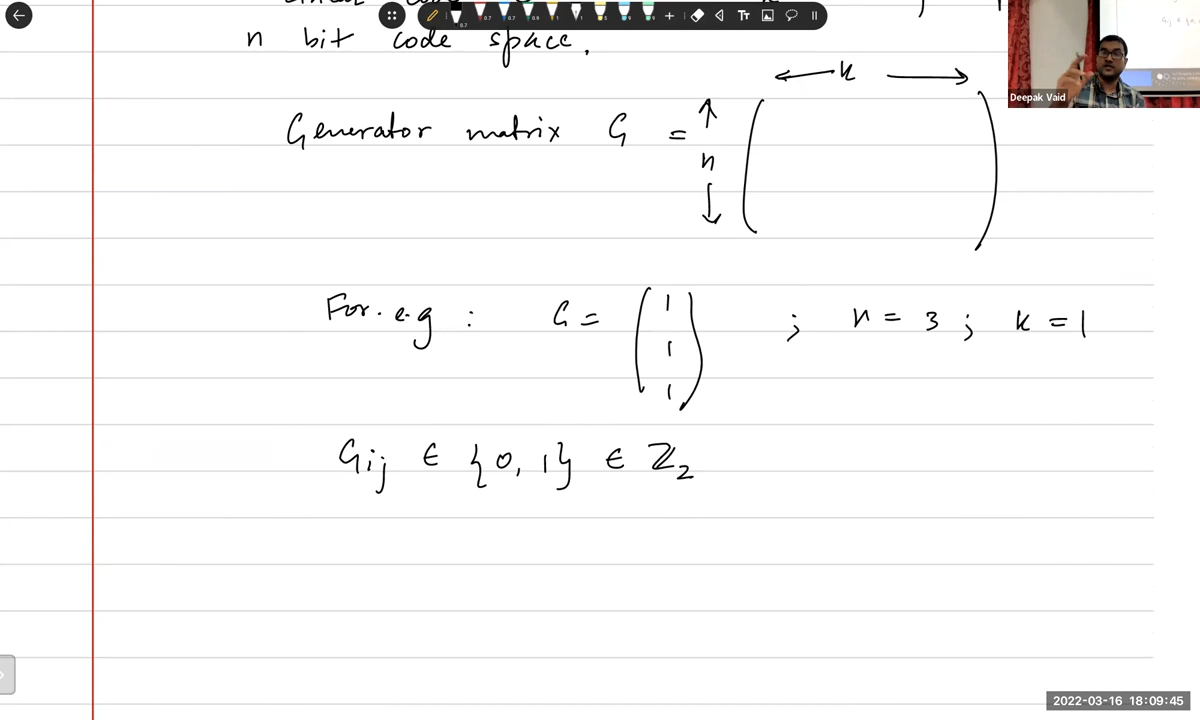 n bit code space.
← k →
Generator matrix G = ↑ n ↓ ( )
For. e.g : G = (1 1 1) ; n = 3 ; k = 1
Gij ∈ {0, 1} ∈ ℤ₂
Deepak Vaid
2022-03-16 18:09:45